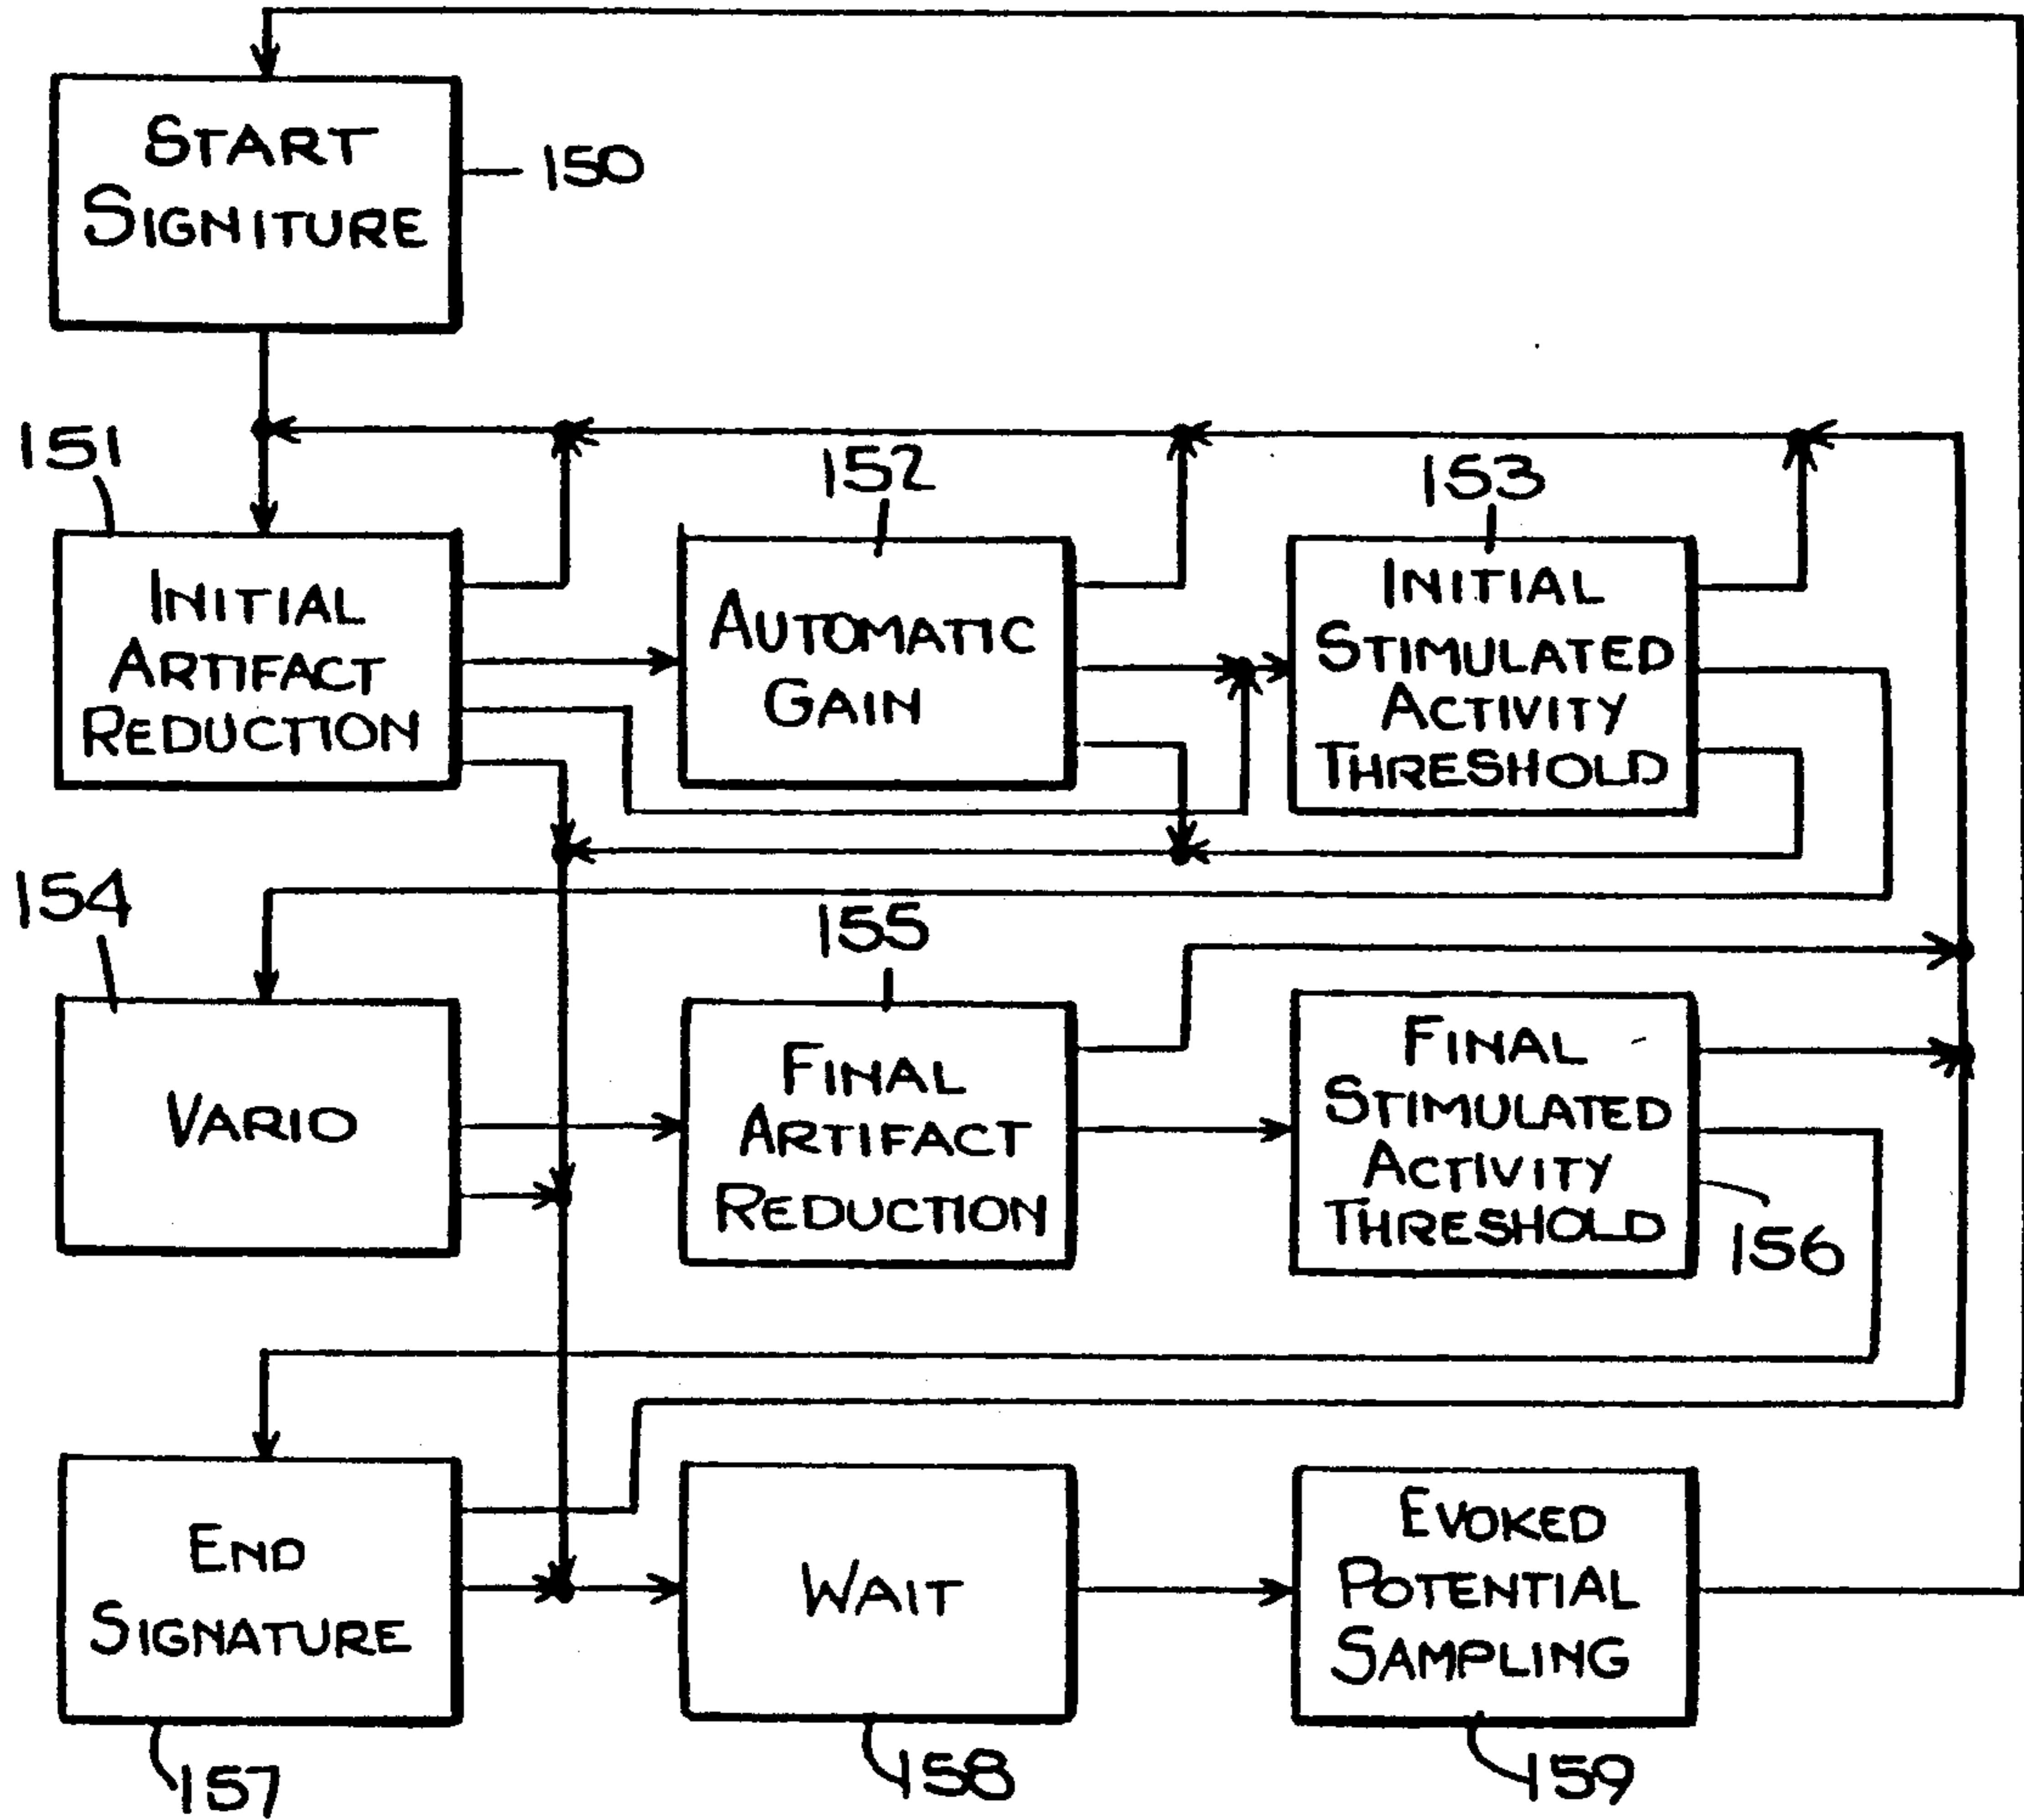 START
SIGNITURE
150
151
152
153
INITIAL
ARTIFACT
REDUCTION
AUTOMATIC
GAIN
INITIAL
STIMULATED
ACTIVITY
THRESHOLD
154
155
VARIO
FINAL
ARTIFACT
REDUCTION
FINAL
STIMULATED
ACTIVITY
THRESHOLD
156
END
SIGNATURE
WAIT
EVOKED
POTENTIAL
SAMPLING
157
158
159